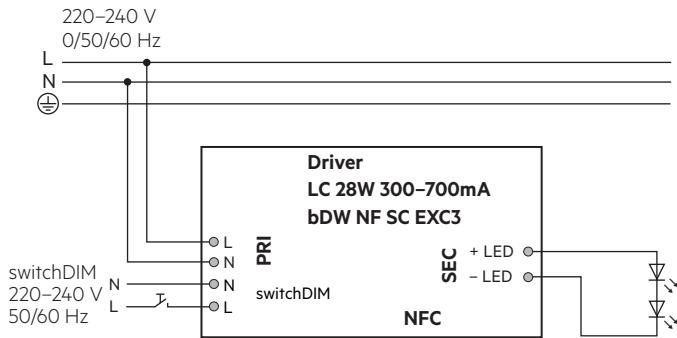 220–240 V
0/50/60 Hz
L
N
Driver
LC 28W 300–700mA
bDW NF SC EXC3
L
N
PRI
SEC
+ LED
– LED
switchDIM
220–240 V
50/60 Hz
N
L
N
L
switchDIM
NFC